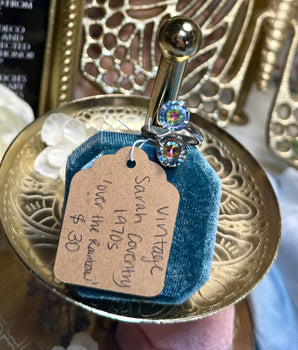 Vintage
Sarah Coventry
1970s
'over the Rainbow'
$30